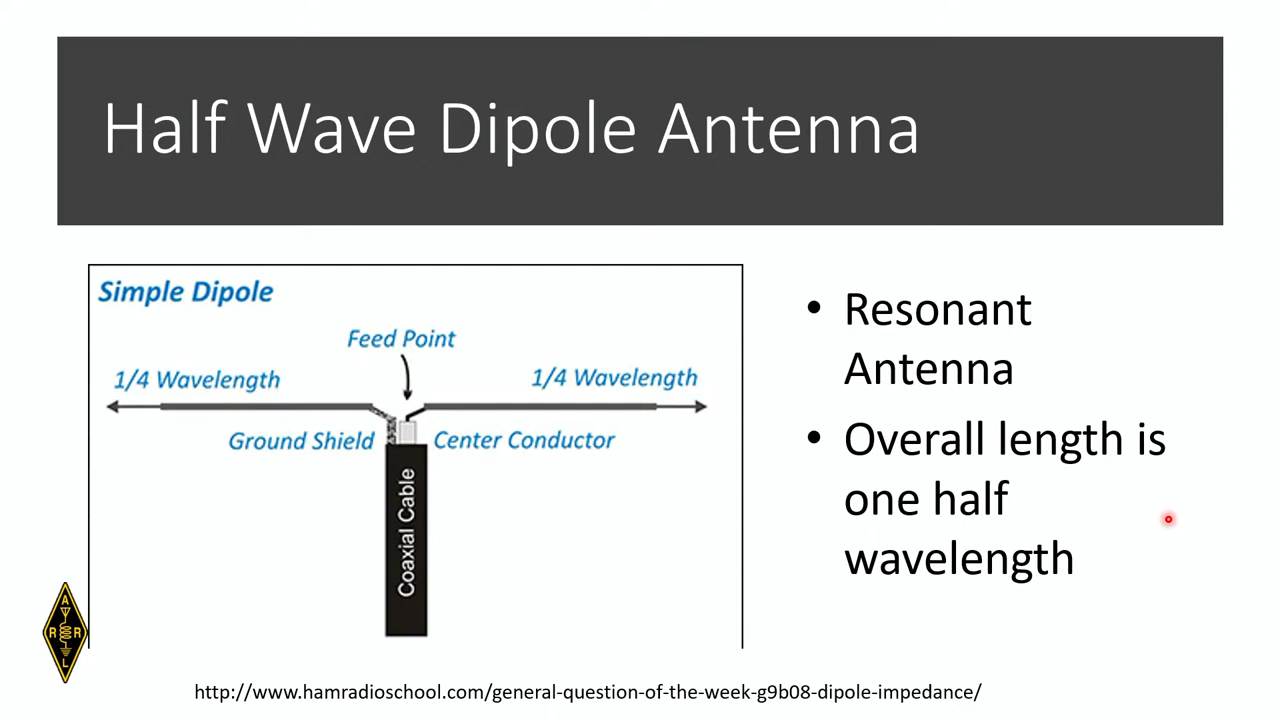 Half Wave Dipole Antenna
Simple Dipole
Feed Point
1/4 Wavelength
1/4 Wavelength
Ground Shield
Center Conductor
Coaxial Cable
• Resonant
Antenna
• Overall length is
one half
wavelength
A
R R
L
http://www.hamradioschool.com/general-question-of-the-week-g9b08-dipole-impedance/